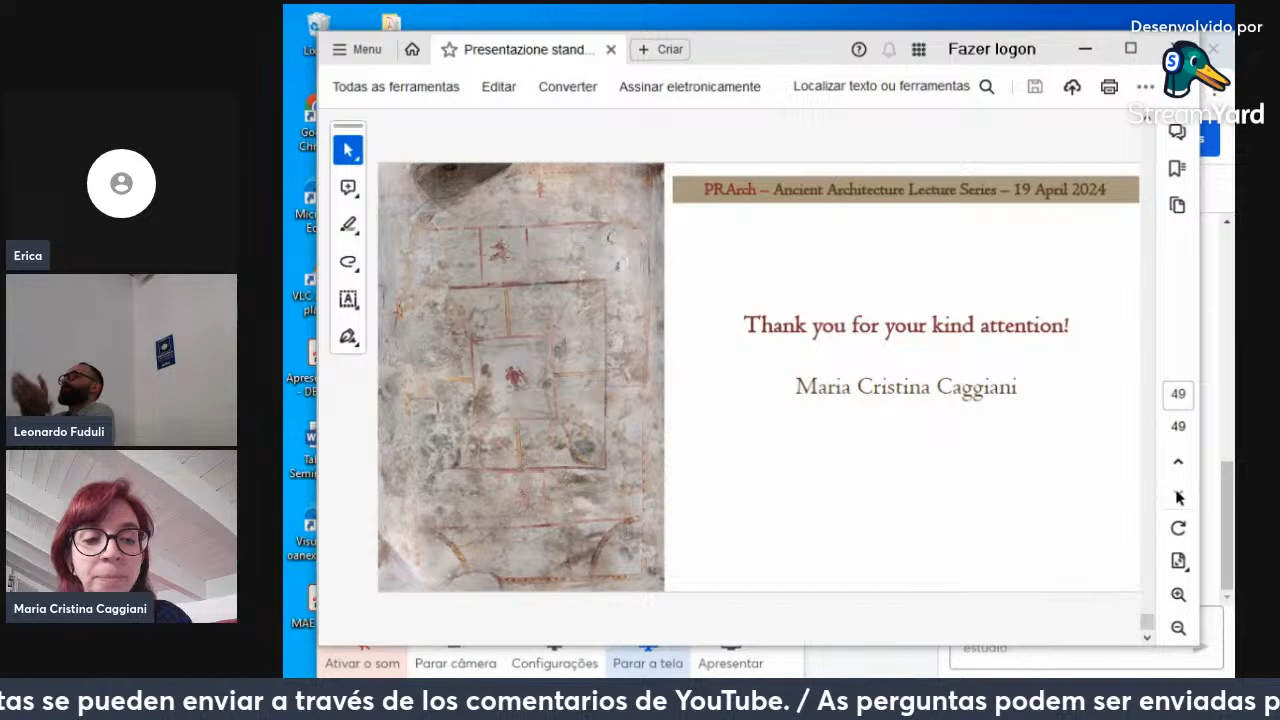 Desenvolvido por
StreamYard
Menu
Presentazione stand...
Criar
Fazer logon
Todas as ferramentas
Editar
Converter
Assinar eletronicamente
Localizar texto ou ferramentas
PRArch – Ancient Architecture Lecture Series – 19 April 2024
Thank you for your kind attention!
Maria Cristina Caggiani
49
49
Erica
Leonardo Fuduli
Maria Cristina Caggiani
Ativar o som
Parar câmera
Configurações
Parar a tela
Apresentar
estúdio
tas se pueden enviar a través de los comentarios de YouTube. / As perguntas podem ser enviadas p